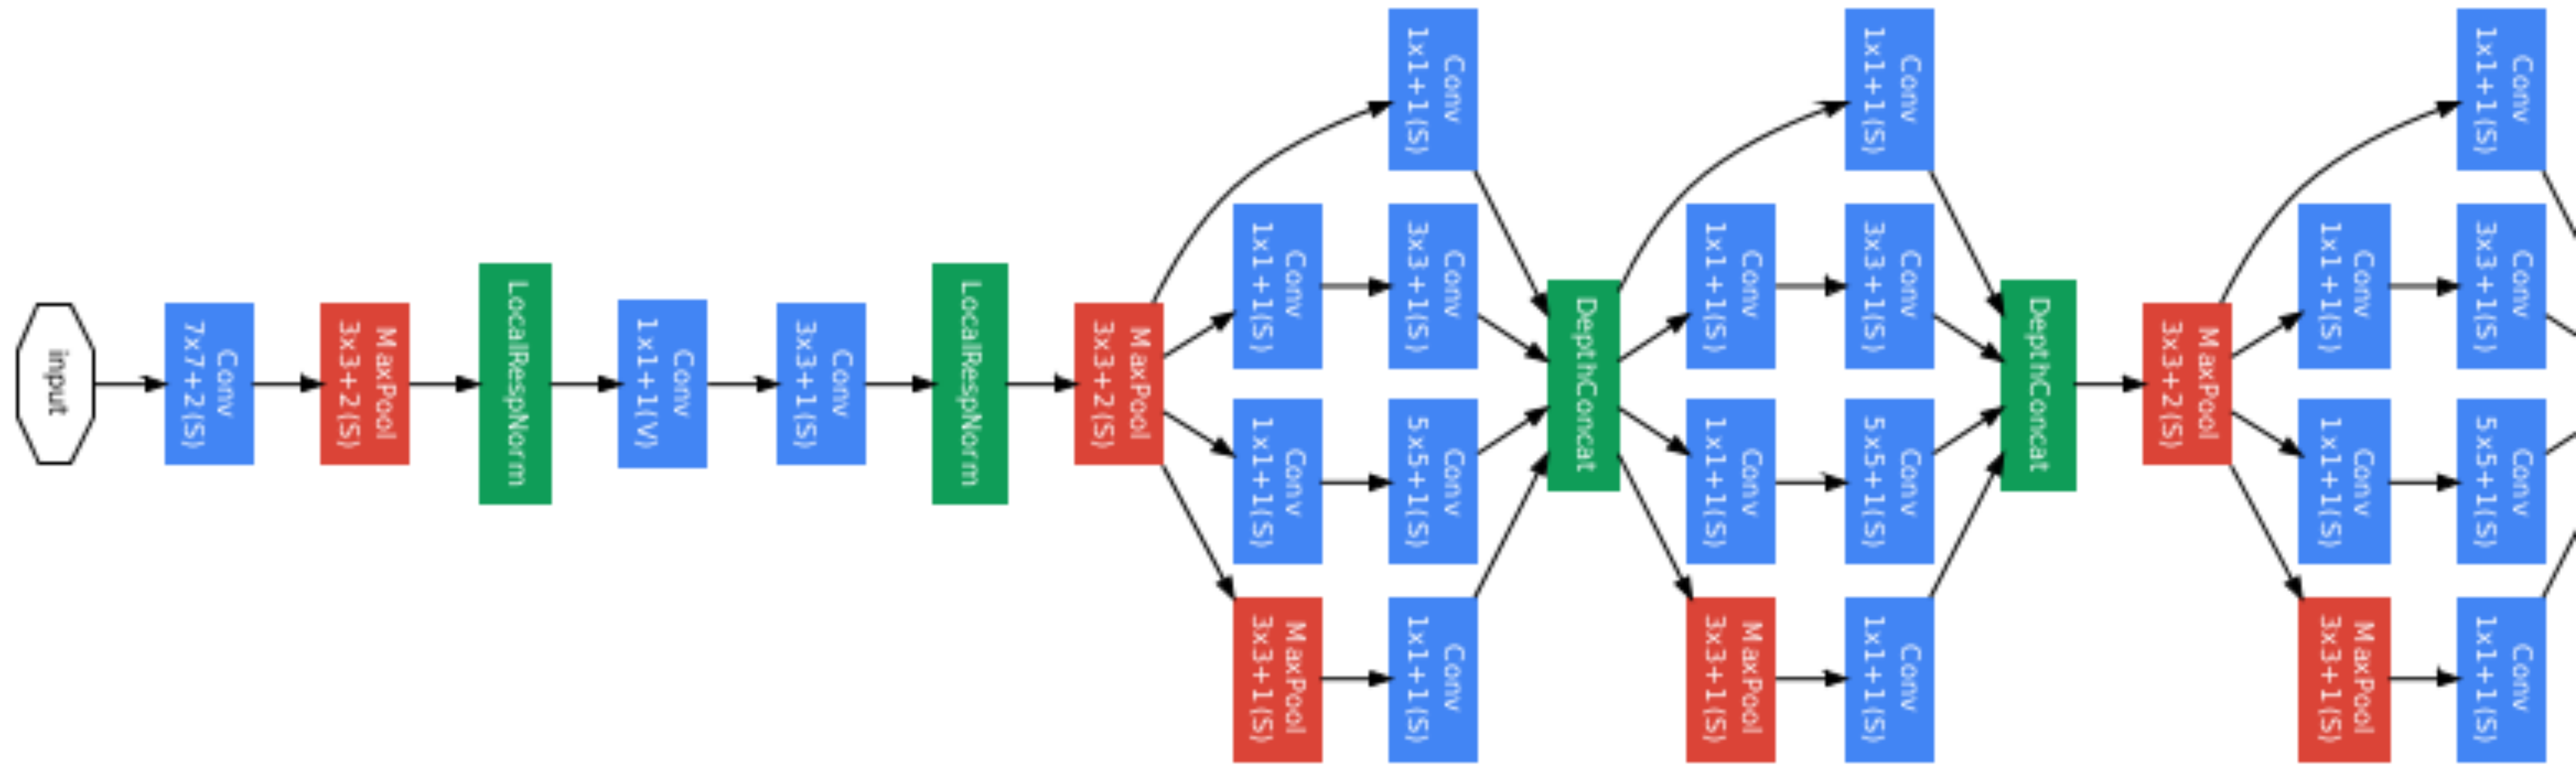 input
Conv
7x7+2(S)
MaxPool
3x3+2(S)
LocalRespNorm
Conv
1x1+1(V)
Conv
3x3+1(S)
LocalRespNorm
MaxPool
3x3+2(S)
Conv
1x1+1(S)
Conv
1x1+1(S)
Conv
3x3+1(S)
Conv
1x1+1(S)
Conv
5x5+1(S)
MaxPool
3x3+1(S)
Conv
1x1+1(S)
DepthConcat
Conv
1x1+1(S)
Conv
1x1+1(S)
Conv
3x3+1(S)
Conv
1x1+1(S)
Conv
5x5+1(S)
MaxPool
3x3+1(S)
Conv
1x1+1(S)
DepthConcat
MaxPool
3x3+2(S)
Conv
1x1+1(S)
Conv
1x1+1(S)
Conv
3x3+1(S)
Conv
1x1+1(S)
Conv
5x5+1(S)
MaxPool
3x3+1(S)
Conv
1x1+1(S)